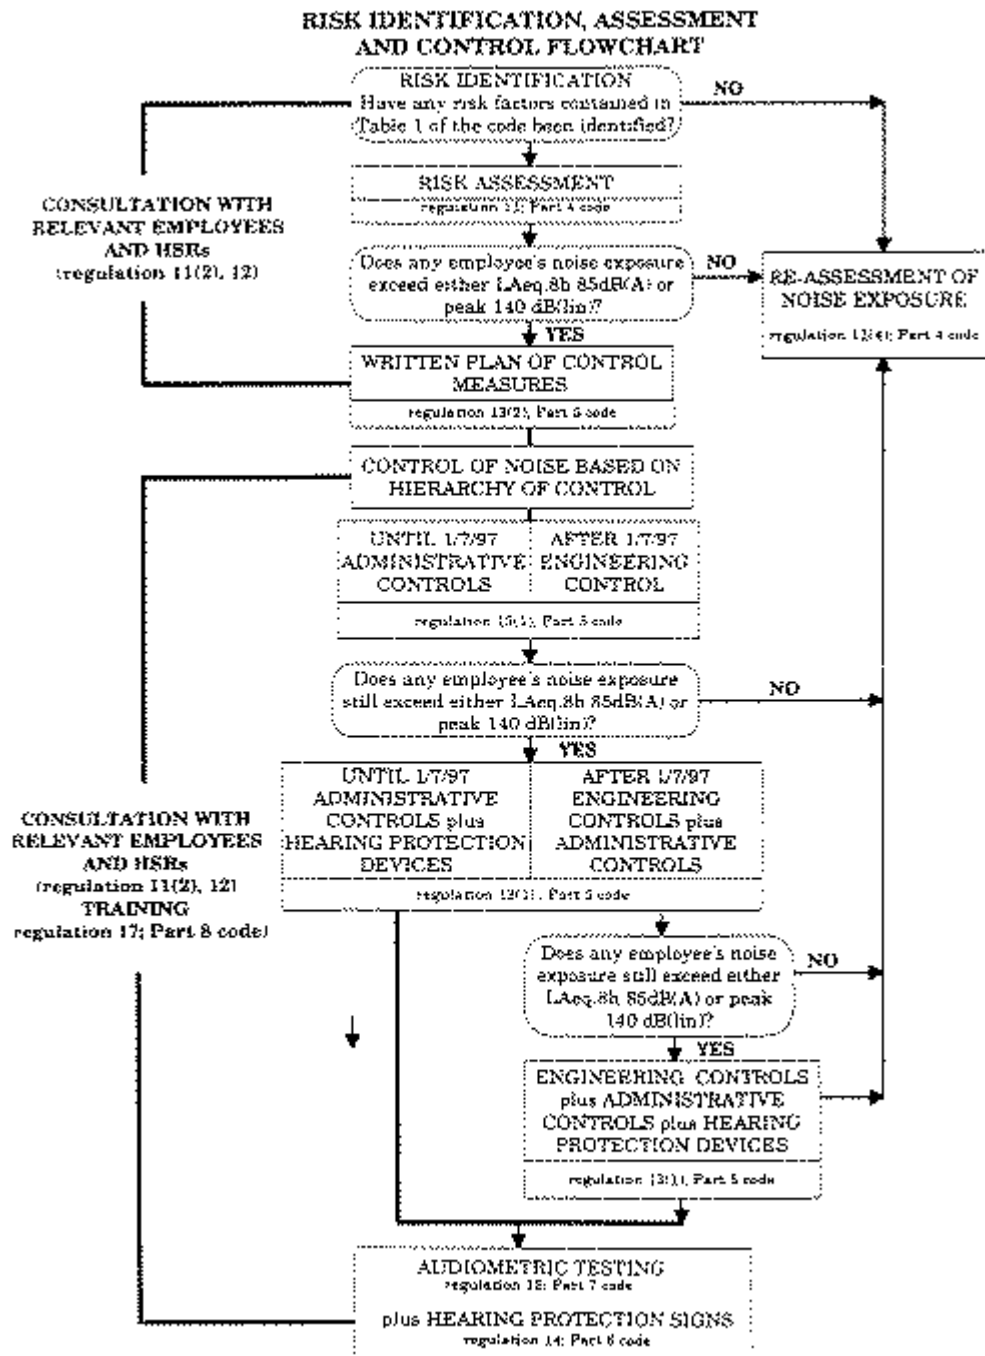 RISK IDENTIFICATION, ASSESSMENT
AND CONTROL FLOWCHART
RISK IDENTIFICATION
Have any risk factors contained in
Table 1 of the code been identified?
NO
RISK ASSESSMENT
regulation Part 4 code
CONSULTATION WITH
RELEVANT EMPLOYEES
AND HSRs
(regulation 11(2), 12)
Does any employee's noise exposure
exceed either LAeq.8h 85dB(A) or
peak 140 dB(lin)?
NO
YES
RE-ASSESSMENT OF
NOISE EXPOSURE
regulation Part 4 code
WRITTEN PLAN OF CONTROL
MEASURES
regulation 13(2), Part 5 code
CONTROL OF NOISE BASED ON
HIERARCHY OF CONTROL
UNTIL 1/7/97
ADMINISTRATIVE
CONTROLS
AFTER 1/7/97
ENGINEERING
CONTROL
regulation Part 5 code
Does any employee's noise exposure
still exceed either LAeq.8h 85dB(A) or
peak 140 dB(lin)?
NO
YES
UNTIL 1/7/97
ADMINISTRATIVE
CONTROLS plus
HEARING PROTECTION
DEVICES
AFTER 1/7/97
ENGINEERING
CONTROLS plus
ADMINISTRATIVE
CONTROLS
regulation Part 5 code
CONSULTATION WITH
RELEVANT EMPLOYEES
AND HSRs
(regulation 11(2), 12)
TRAINING
regulation 17; Part 8 code)
Does any employee's noise
exposure still exceed either
LAeq.8h 85dB(A) or peak
140 dB(lin)?
NO
YES
ENGINEERING CONTROLS
plus ADMINISTRATIVE
CONTROLS plus HEARING
PROTECTION DEVICES
regulation Part 5 code
AUDIOMETRIC TESTING
regulation Part 7 code
plus HEARING PROTECTION SIGNS
regulation 14; Part 6 code